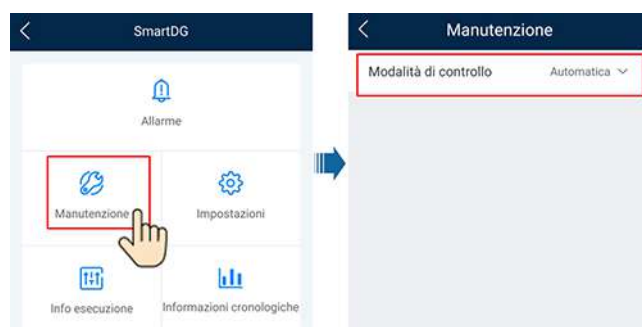 SmartDG
Allarme
Manutenzione
Impostazioni
Info esecuzione
Informazioni cronologiche
Manutenzione
Modalità di controllo
Automatica